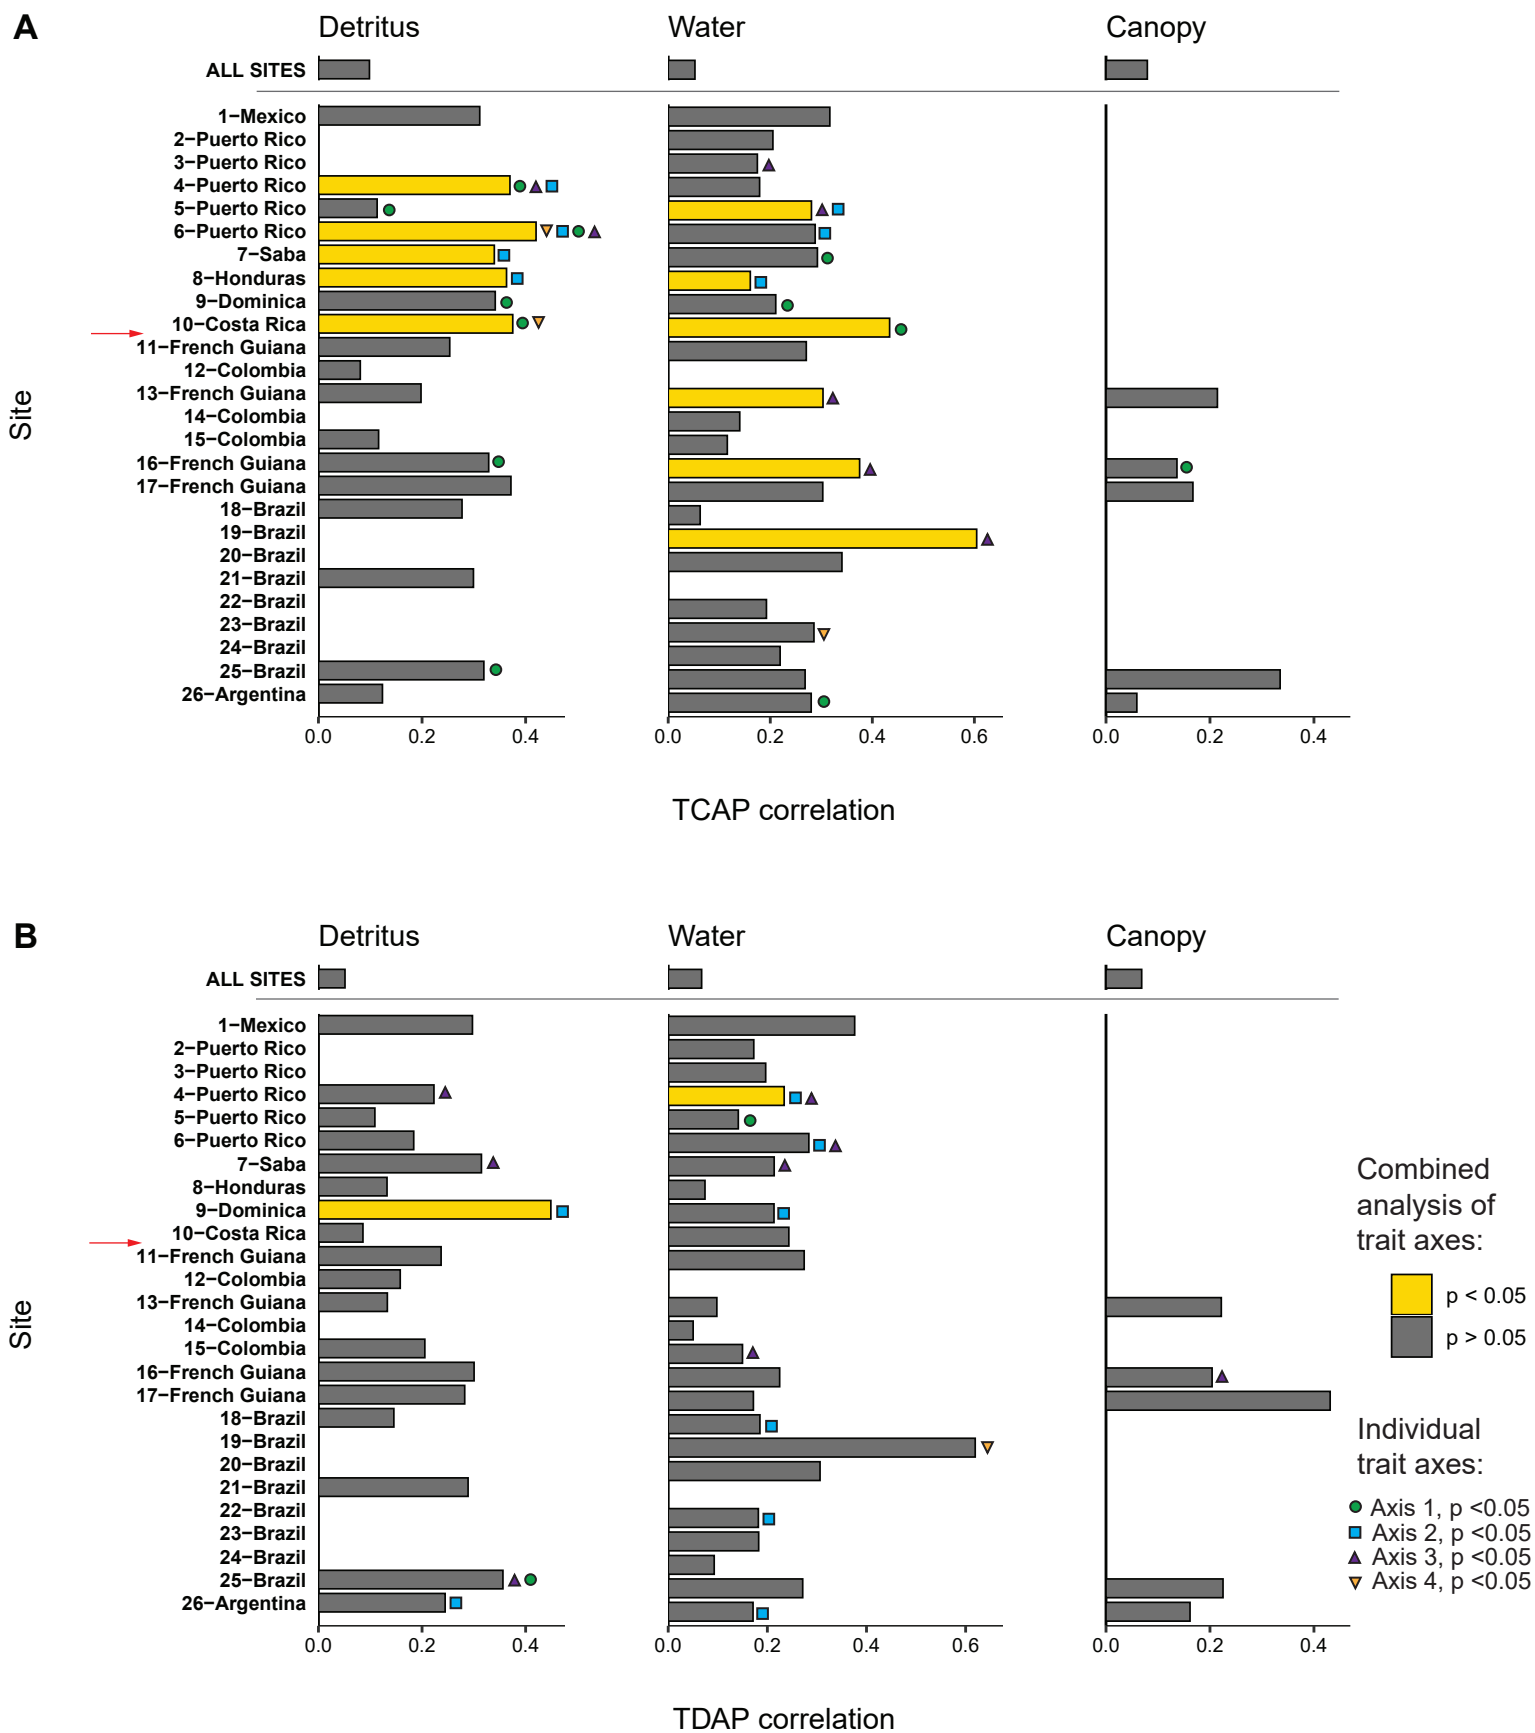 A
Detritus Water Canopy
ALL SITES
1−Mexico
2−Puerto Rico
3−Puerto Rico
4−Puerto Rico
5−Puerto Rico
6−Puerto Rico
7−Saba
8−Honduras
9−Dominica
10−Costa Rica
11−French Guiana
12−Colombia
13−French Guiana
14−Colombia
15−Colombia
16−French Guiana
17−French Guiana
18−Brazil
19−Brazil
20−Brazil
21−Brazil
22−Brazil
23−Brazil
24−Brazil
25−Brazil
26−Argentina
Site
0.0 0.2 0.4 0.0 0.2 0.4 0.6 0.0 0.2 0.4
TCAP correlation
B
Detritus Water Canopy
ALL SITES
1−Mexico
2−Puerto Rico
3−Puerto Rico
4−Puerto Rico
5−Puerto Rico
6−Puerto Rico
7−Saba
8−Honduras
9−Dominica
10−Costa Rica
11−French Guiana
12−Colombia
13−French Guiana
14−Colombia
15−Colombia
16−French Guiana
17−French Guiana
18−Brazil
19−Brazil
20−Brazil
21−Brazil
22−Brazil
23−Brazil
24−Brazil
25−Brazil
26−Argentina
Site
0.0 0.2 0.4 0.0 0.2 0.4 0.6 0.0 0.2 0.4
TDAP correlation
Combined
analysis of
trait axes:
p < 0.05
p > 0.05
Individual
trait axes:
Axis 1, p <0.05
Axis 2, p <0.05
Axis 3, p <0.05
Axis 4, p <0.05